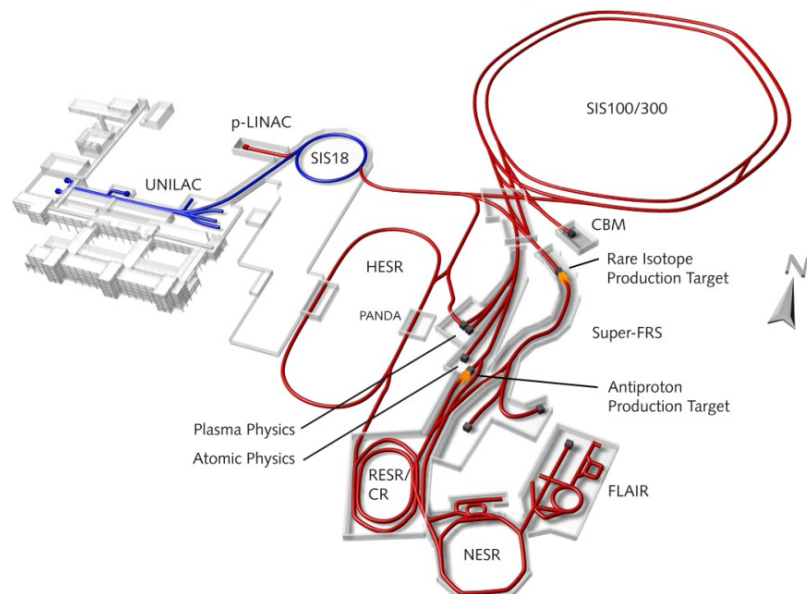 SIS100/300
p-LINAC
SIS18
UNILAC
CBM
Rare Isotope
Production Target
N
HESR
PANDA
Super-FRS
Antiproton
Production Target
Plasma Physics
Atomic Physics
RESR/
CR
FLAIR
NESR